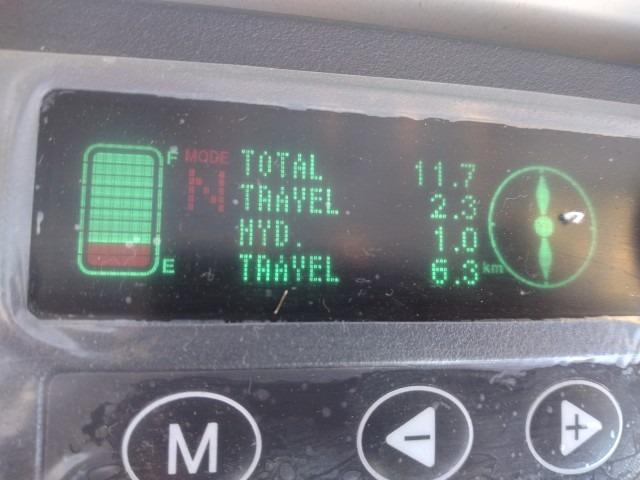 F MODE TOTAL 11.7
N TRAVEL. 2.3
HYD. 1.0
E TRAVEL 6.3 km
M − +